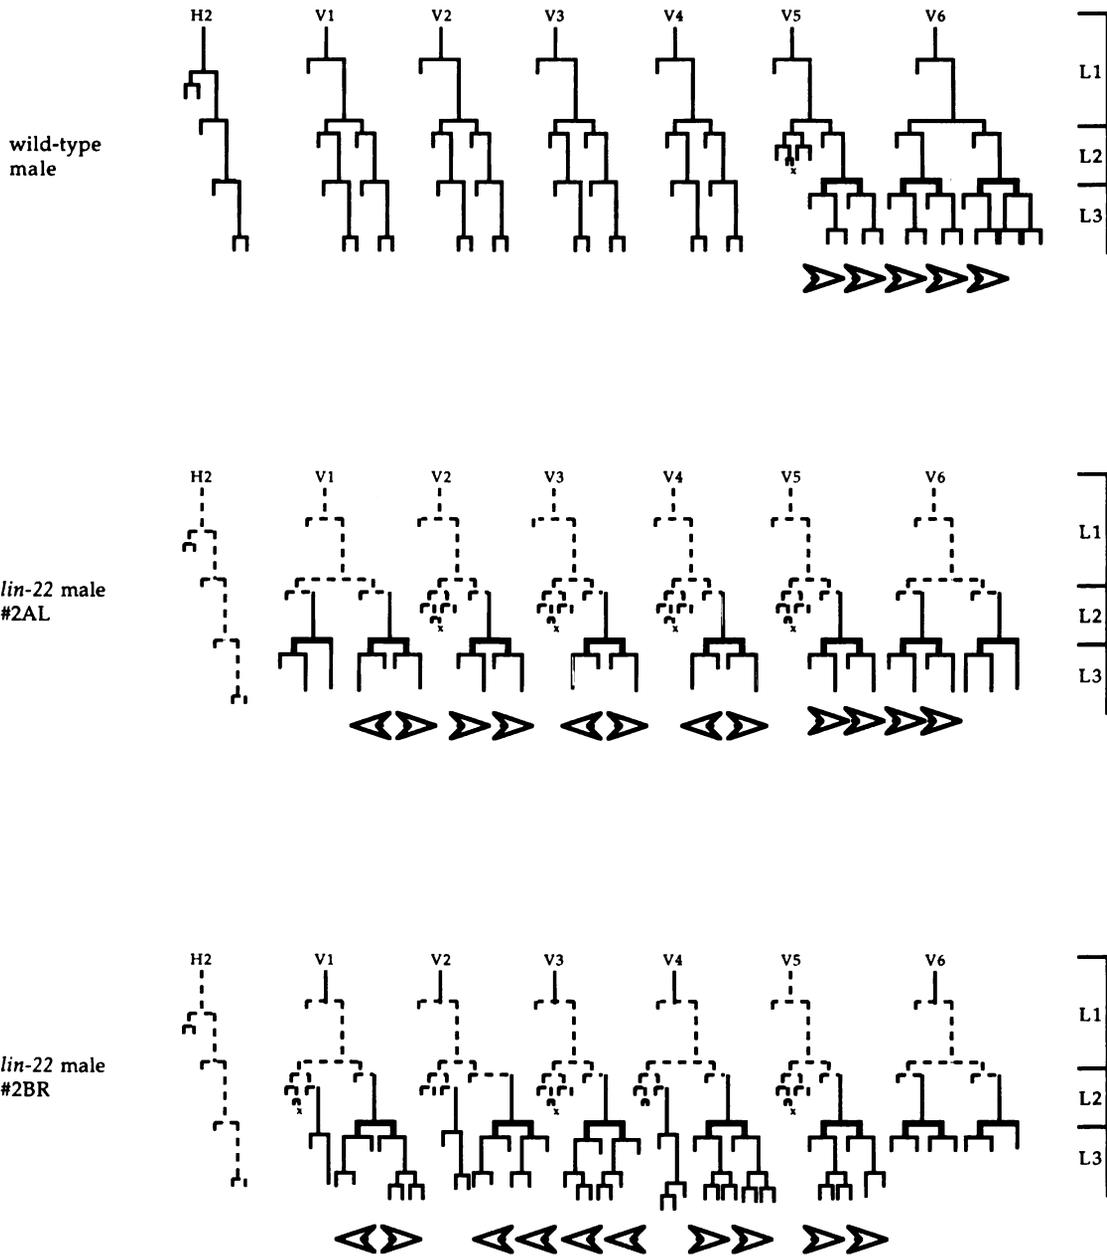 H2 V1 V2 V3 V4 V5 V6
L1
wild-type
male
L2
x
L3
H2 V1 V2 V3 V4 V5 V6
L1
lin-22 male
#2AL
L2
x x x x
L3
H2 V1 V2 V3 V4 V5 V6
L1
lin-22 male
#2BR
L2
x x x
L3